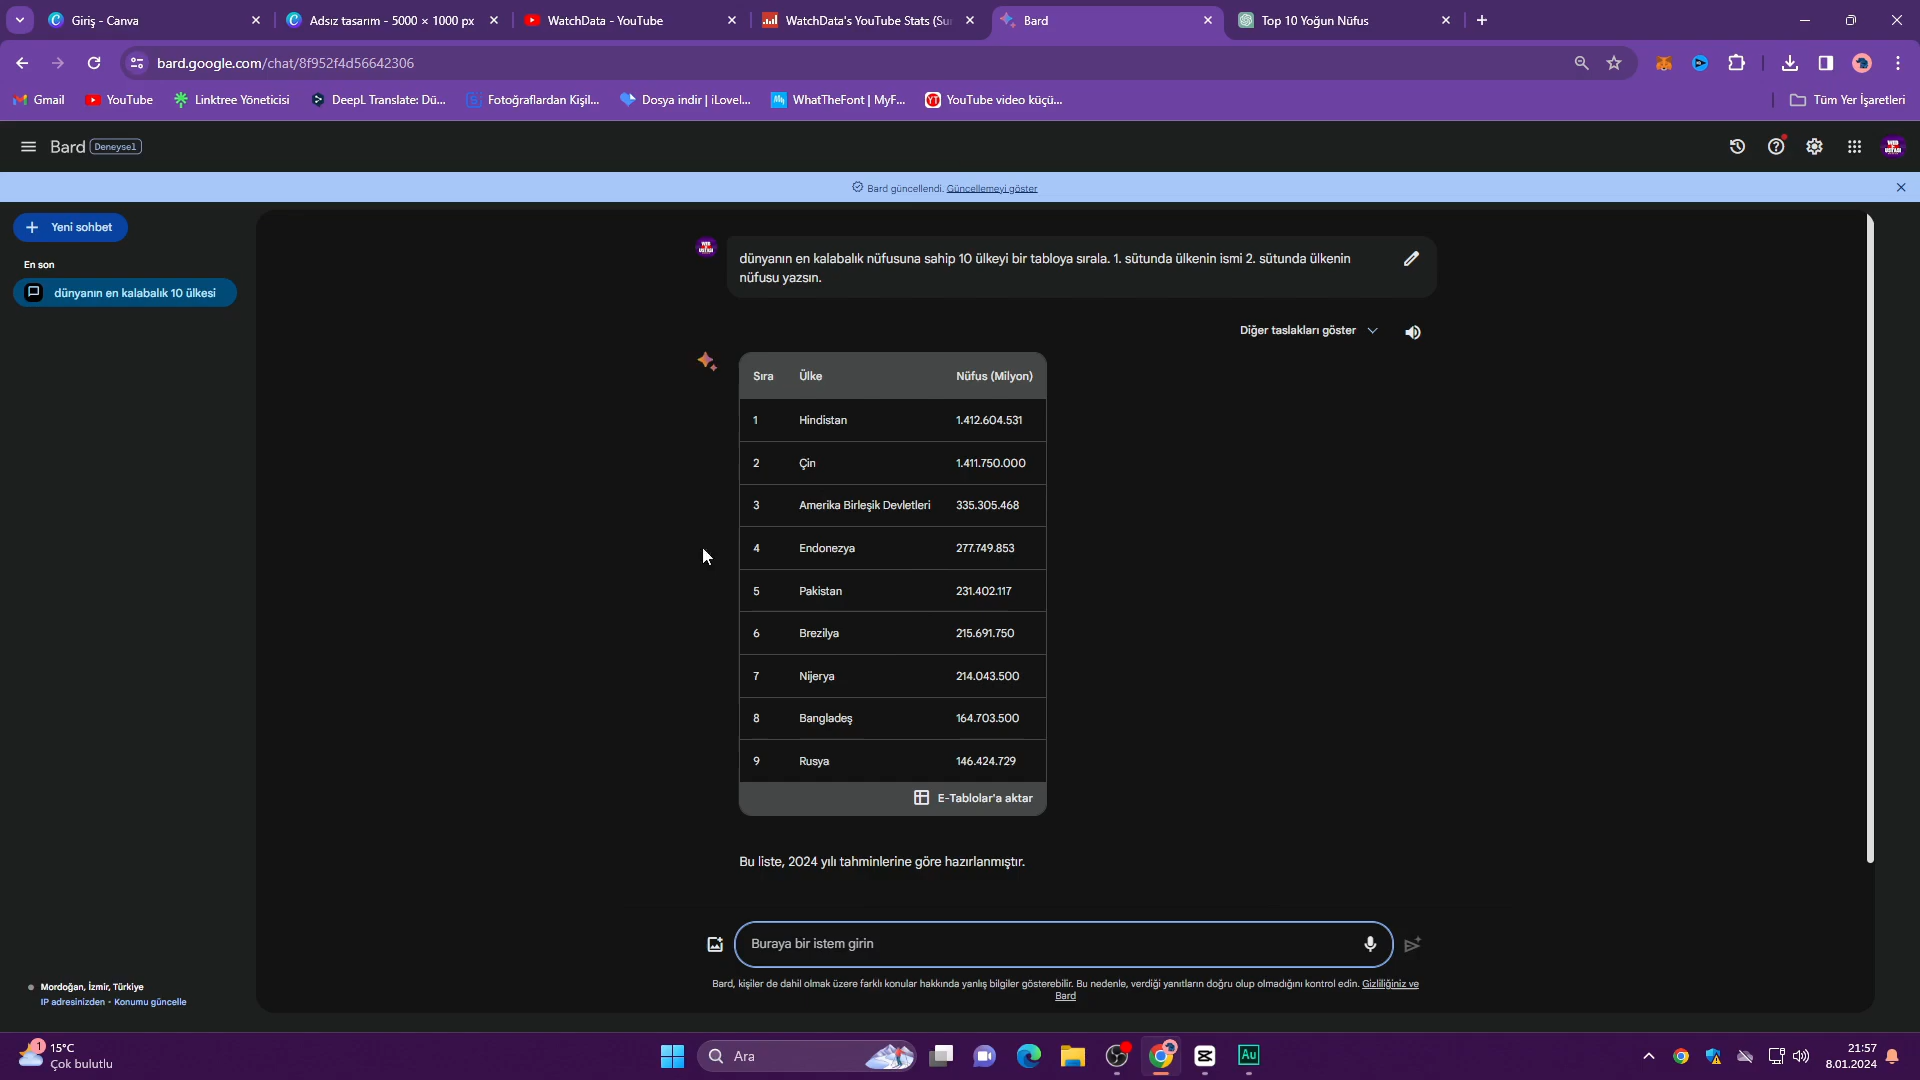 Giriş - Canva
Adsız tasarım - 5000 × 1000 px
WatchData - YouTube
WatchData's YouTube Stats (Su
Bard
Top 10 Yoğun Nüfus
bard.google.com/chat/8f952f4d56642306
Gmail
YouTube
Linktree Yöneticisi
DeepL Translate: Dü...
Fotoğraflardan Kişil...
Dosya indir | iLoveI...
WhatTheFont | MyF...
YouTube video küçü...
Tüm Yer İşaretleri
Bard Deneysel
Bard güncellendi. Güncellemeyi göster
Yeni sohbet
En son
dünyanın en kalabalık 10 ülkesi
dünyanın en kalabalık nüfusuna sahip 10 ülkeyi bir tabloya sırala. 1. sütunda ülkenin ismi 2. sütunda ülkenin
nüfusu yazsın.
Diğer taslakları göster
Sıra Ülke Nüfus (Milyon)
1 Hindistan 1.412.604.531
2 Çin 1.411.750.000
3 Amerika Birleşik Devletleri 335.305.468
4 Endonezya 277.749.853
5 Pakistan 231.402.117
6 Brezilya 215.691.750
7 Nijerya 214.043.500
8 Bangladeş 164.703.500
9 Rusya 146.424.729
E-Tablolar'a aktar
Bu liste, 2024 yılı tahminlerine göre hazırlanmıştır.
Buraya bir istem girin
Bard, kişiler de dahil olmak üzere farklı konular hakkında yanlış bilgiler gösterebilir. Bu nedenle, verdiği yanıtların doğru olup olmadığını kontrol edin. Gizliliğiniz ve
Bard
Mordoğan, İzmir, Türkiye
IP adresinizden • Konumu güncelle
1
15°C
Çok bulutlu
Ara
Au
21:57
8.01.2024